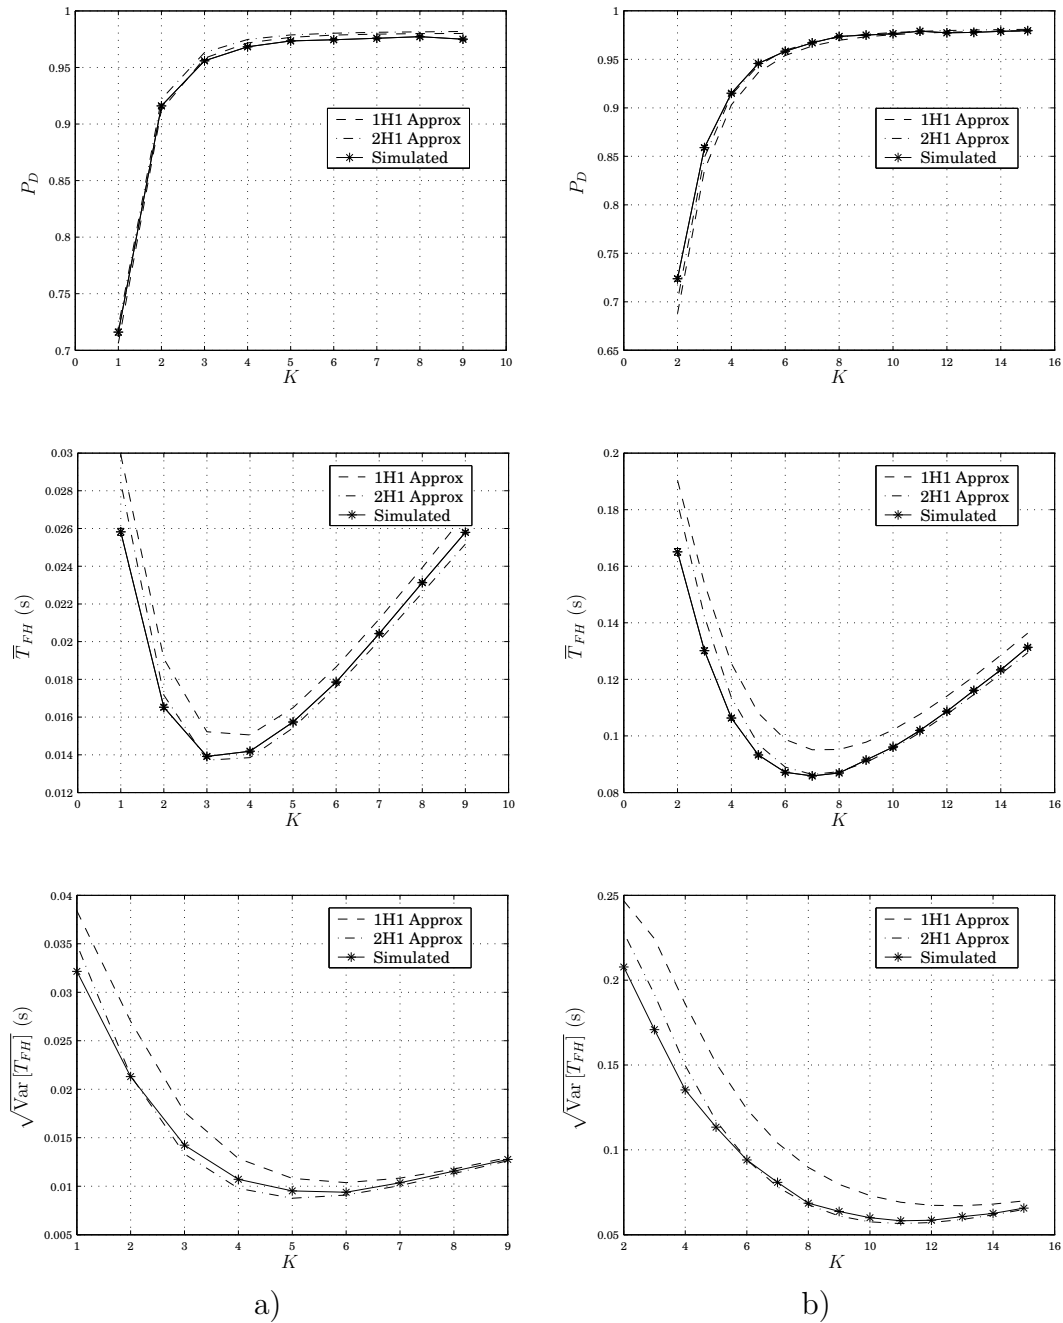 1
0.95
0.9
0.85
0.8
0.75
0.7
P_D
0 1 2 3 4 5 6 7 8 9 10
K
1H1 Approx
2H1 Approx
Simulated
1
0.95
0.9
0.85
0.8
0.75
0.7
0.65
P_D
0 2 4 6 8 10 12 14 16
K
1H1 Approx
2H1 Approx
Simulated
0.03
0.028
0.026
0.024
0.022
0.02
0.018
0.016
0.014
0.012
T̅_FH (s)
0 1 2 3 4 5 6 7 8 9 10
K
1H1 Approx
2H1 Approx
Simulated
0.2
0.18
0.16
0.14
0.12
0.1
0.08
T̅_FH (s)
0 2 4 6 8 10 12 14 16
K
1H1 Approx
2H1 Approx
Simulated
0.04
0.035
0.03
0.025
0.02
0.015
0.01
0.005
√Var [T_FH] (s)
1 2 3 4 5 6 7 8 9
K
1H1 Approx
2H1 Approx
Simulated
0.25
0.2
0.15
0.1
0.05
√Var [T_FH] (s)
2 4 6 8 10 12 14 16
K
1H1 Approx
2H1 Approx
Simulated
a)
b)